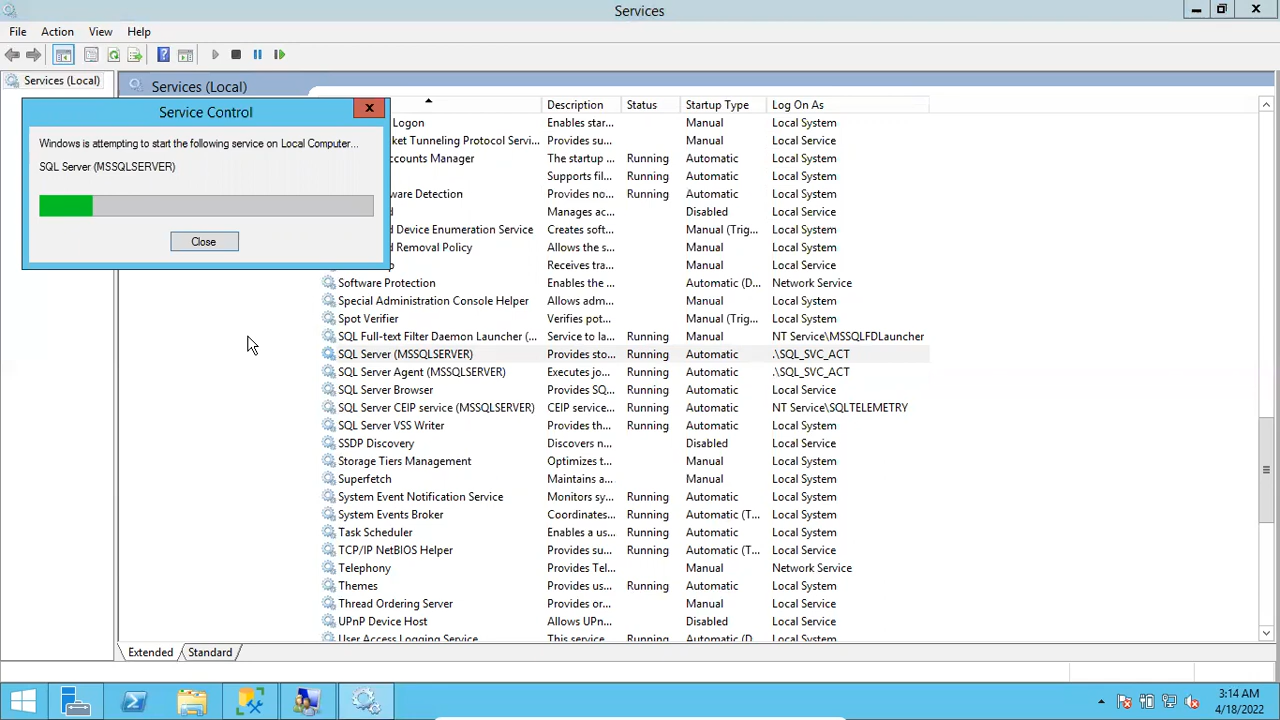 Services
File Action View Help
Services (Local)
Services (Local)
Service Control
Windows is attempting to start the following service on Local Computer...
SQL Server (MSSQLSERVER)
Close
Description Status Startup Type Log On As
Logon Enables star... Manual Local System
ket Tunneling Protocol Servi... Provides su... Manual Local System
ccounts Manager The startup ... Running Automatic Local System
Supports fil... Running Automatic Local System
ware Detection Provides no... Running Automatic Local System
d Manages ac... Disabled Local Service
d Device Enumeration Service Creates soft... Manual (Trig... Local System
d Removal Policy Allows the s... Manual Local System
p Receives tra... Manual Local Service
Software Protection Enables the ... Automatic (D... Network Service
Special Administration Console Helper Allows adm... Manual Local System
Spot Verifier Verifies pot... Manual (Trig... Local System
SQL Full-text Filter Daemon Launcher (... Service to la... Running Manual NT Service\MSSQLFDLauncher
SQL Server (MSSQLSERVER) Provides sto... Running Automatic .\SQL_SVC_ACT
SQL Server Agent (MSSQLSERVER) Executes jo... Running Automatic .\SQL_SVC_ACT
SQL Server Browser Provides SQ... Running Automatic Local Service
SQL Server CEIP service (MSSQLSERVER) CEIP service... Running Automatic NT Service\SQLTELEMETRY
SQL Server VSS Writer Provides th... Running Automatic Local System
SSDP Discovery Discovers n... Disabled Local Service
Storage Tiers Management Optimizes t... Manual Local System
Superfetch Maintains a... Manual Local System
System Event Notification Service Monitors sy... Running Automatic Local System
System Events Broker Coordinates... Running Automatic (T... Local System
Task Scheduler Enables a us... Running Automatic Local System
TCP/IP NetBIOS Helper Provides su... Running Automatic (T... Local Service
Telephony Provides Tel... Manual Network Service
Themes Provides us... Running Automatic Local System
Thread Ordering Server Provides or... Manual Local Service
UPnP Device Host Allows UPn... Disabled Local Service
User Access Logging Service This service Running Automatic (D Local System
Extended Standard
3:14 AM
4/18/2022